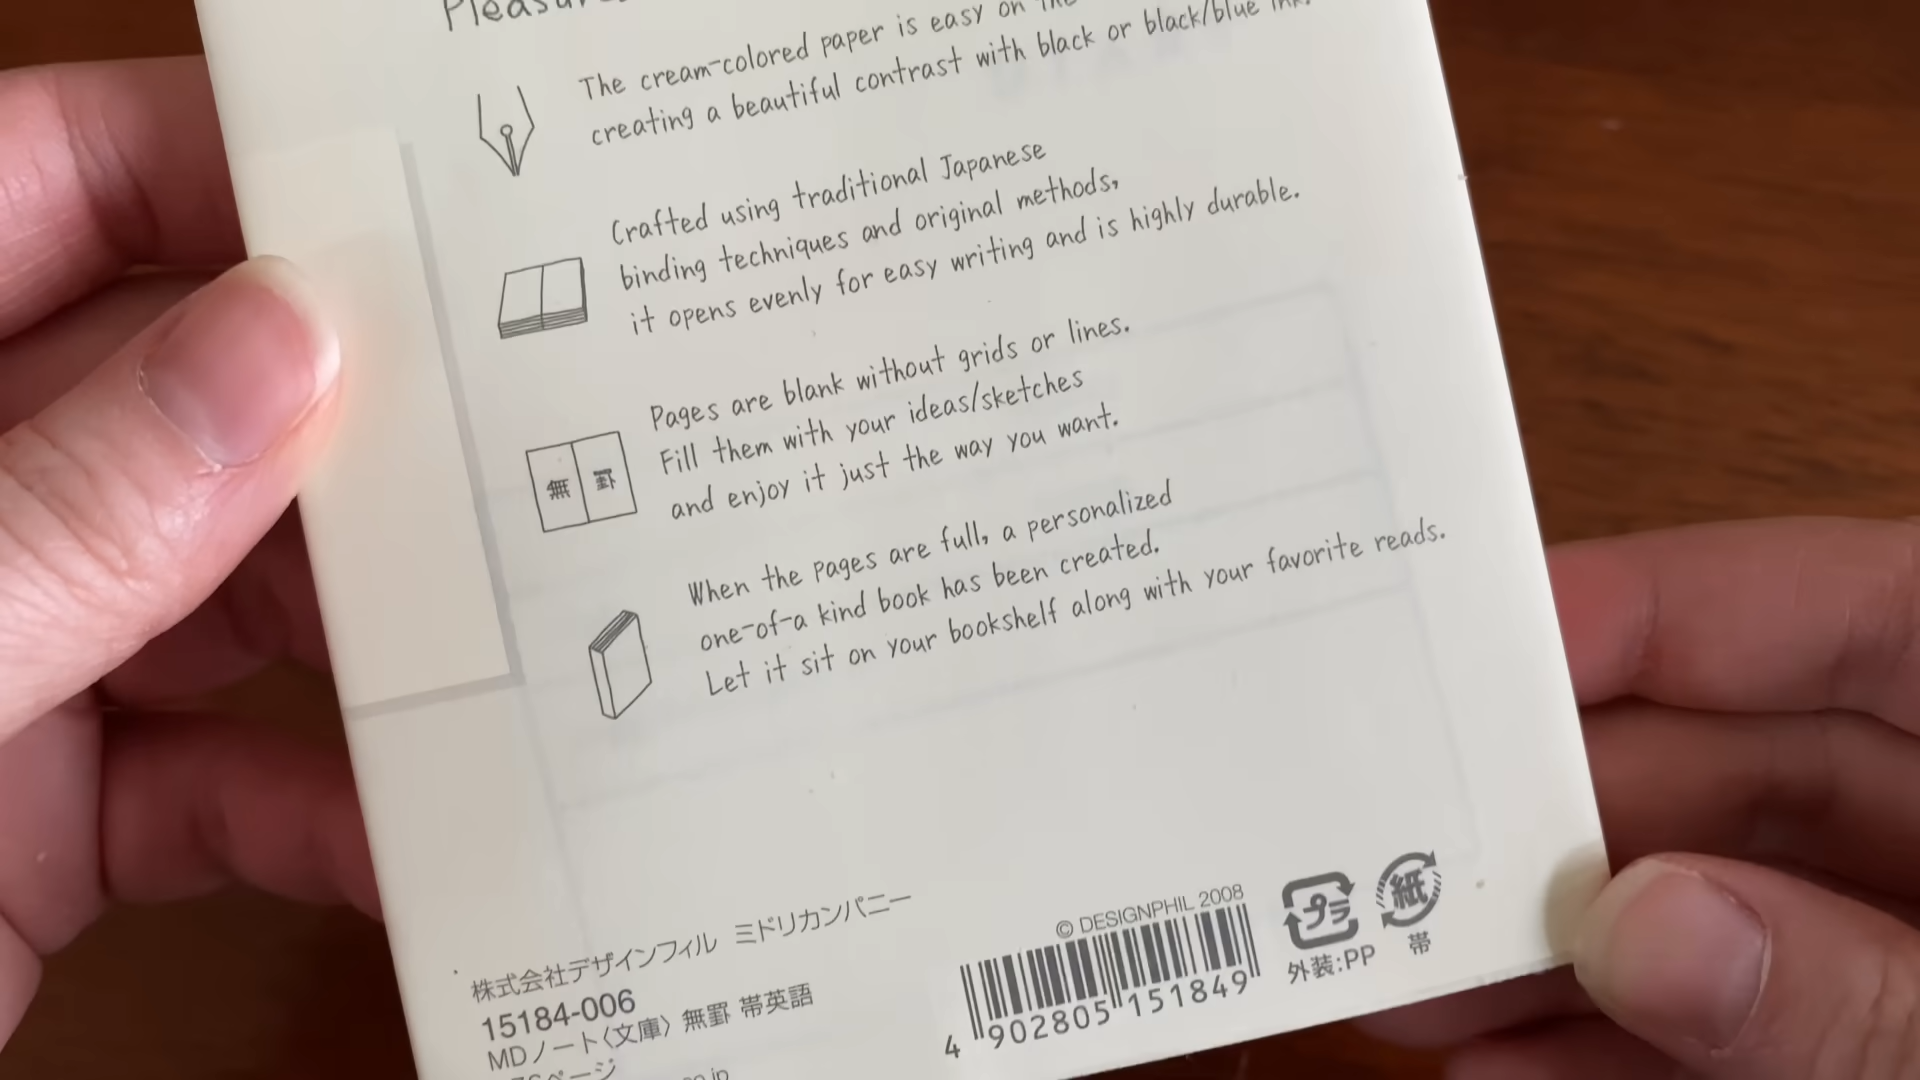 The cream-colored paper is easy on
creating a beautiful contrast with black or black/blue ink.
Crafted using traditional Japanese
binding techniques and original methods,
it opens evenly for easy writing and is highly durable.
無 罫
Pages are blank without grids or lines.
Fill them with your ideas/sketches
and enjoy it just the way you want.
When the pages are full, a personalized
one-of-a kind book has been created.
Let it sit on your bookshelf along with your favorite reads.
株式会社デザインフィル ミドリカンパニー
15184-006
MDノート〈文庫〉 無罫 帯英語
ページ
co.jp
© DESIGNPHIL 2008
4 902805 151849
プラ
外装:PP
紙
帯